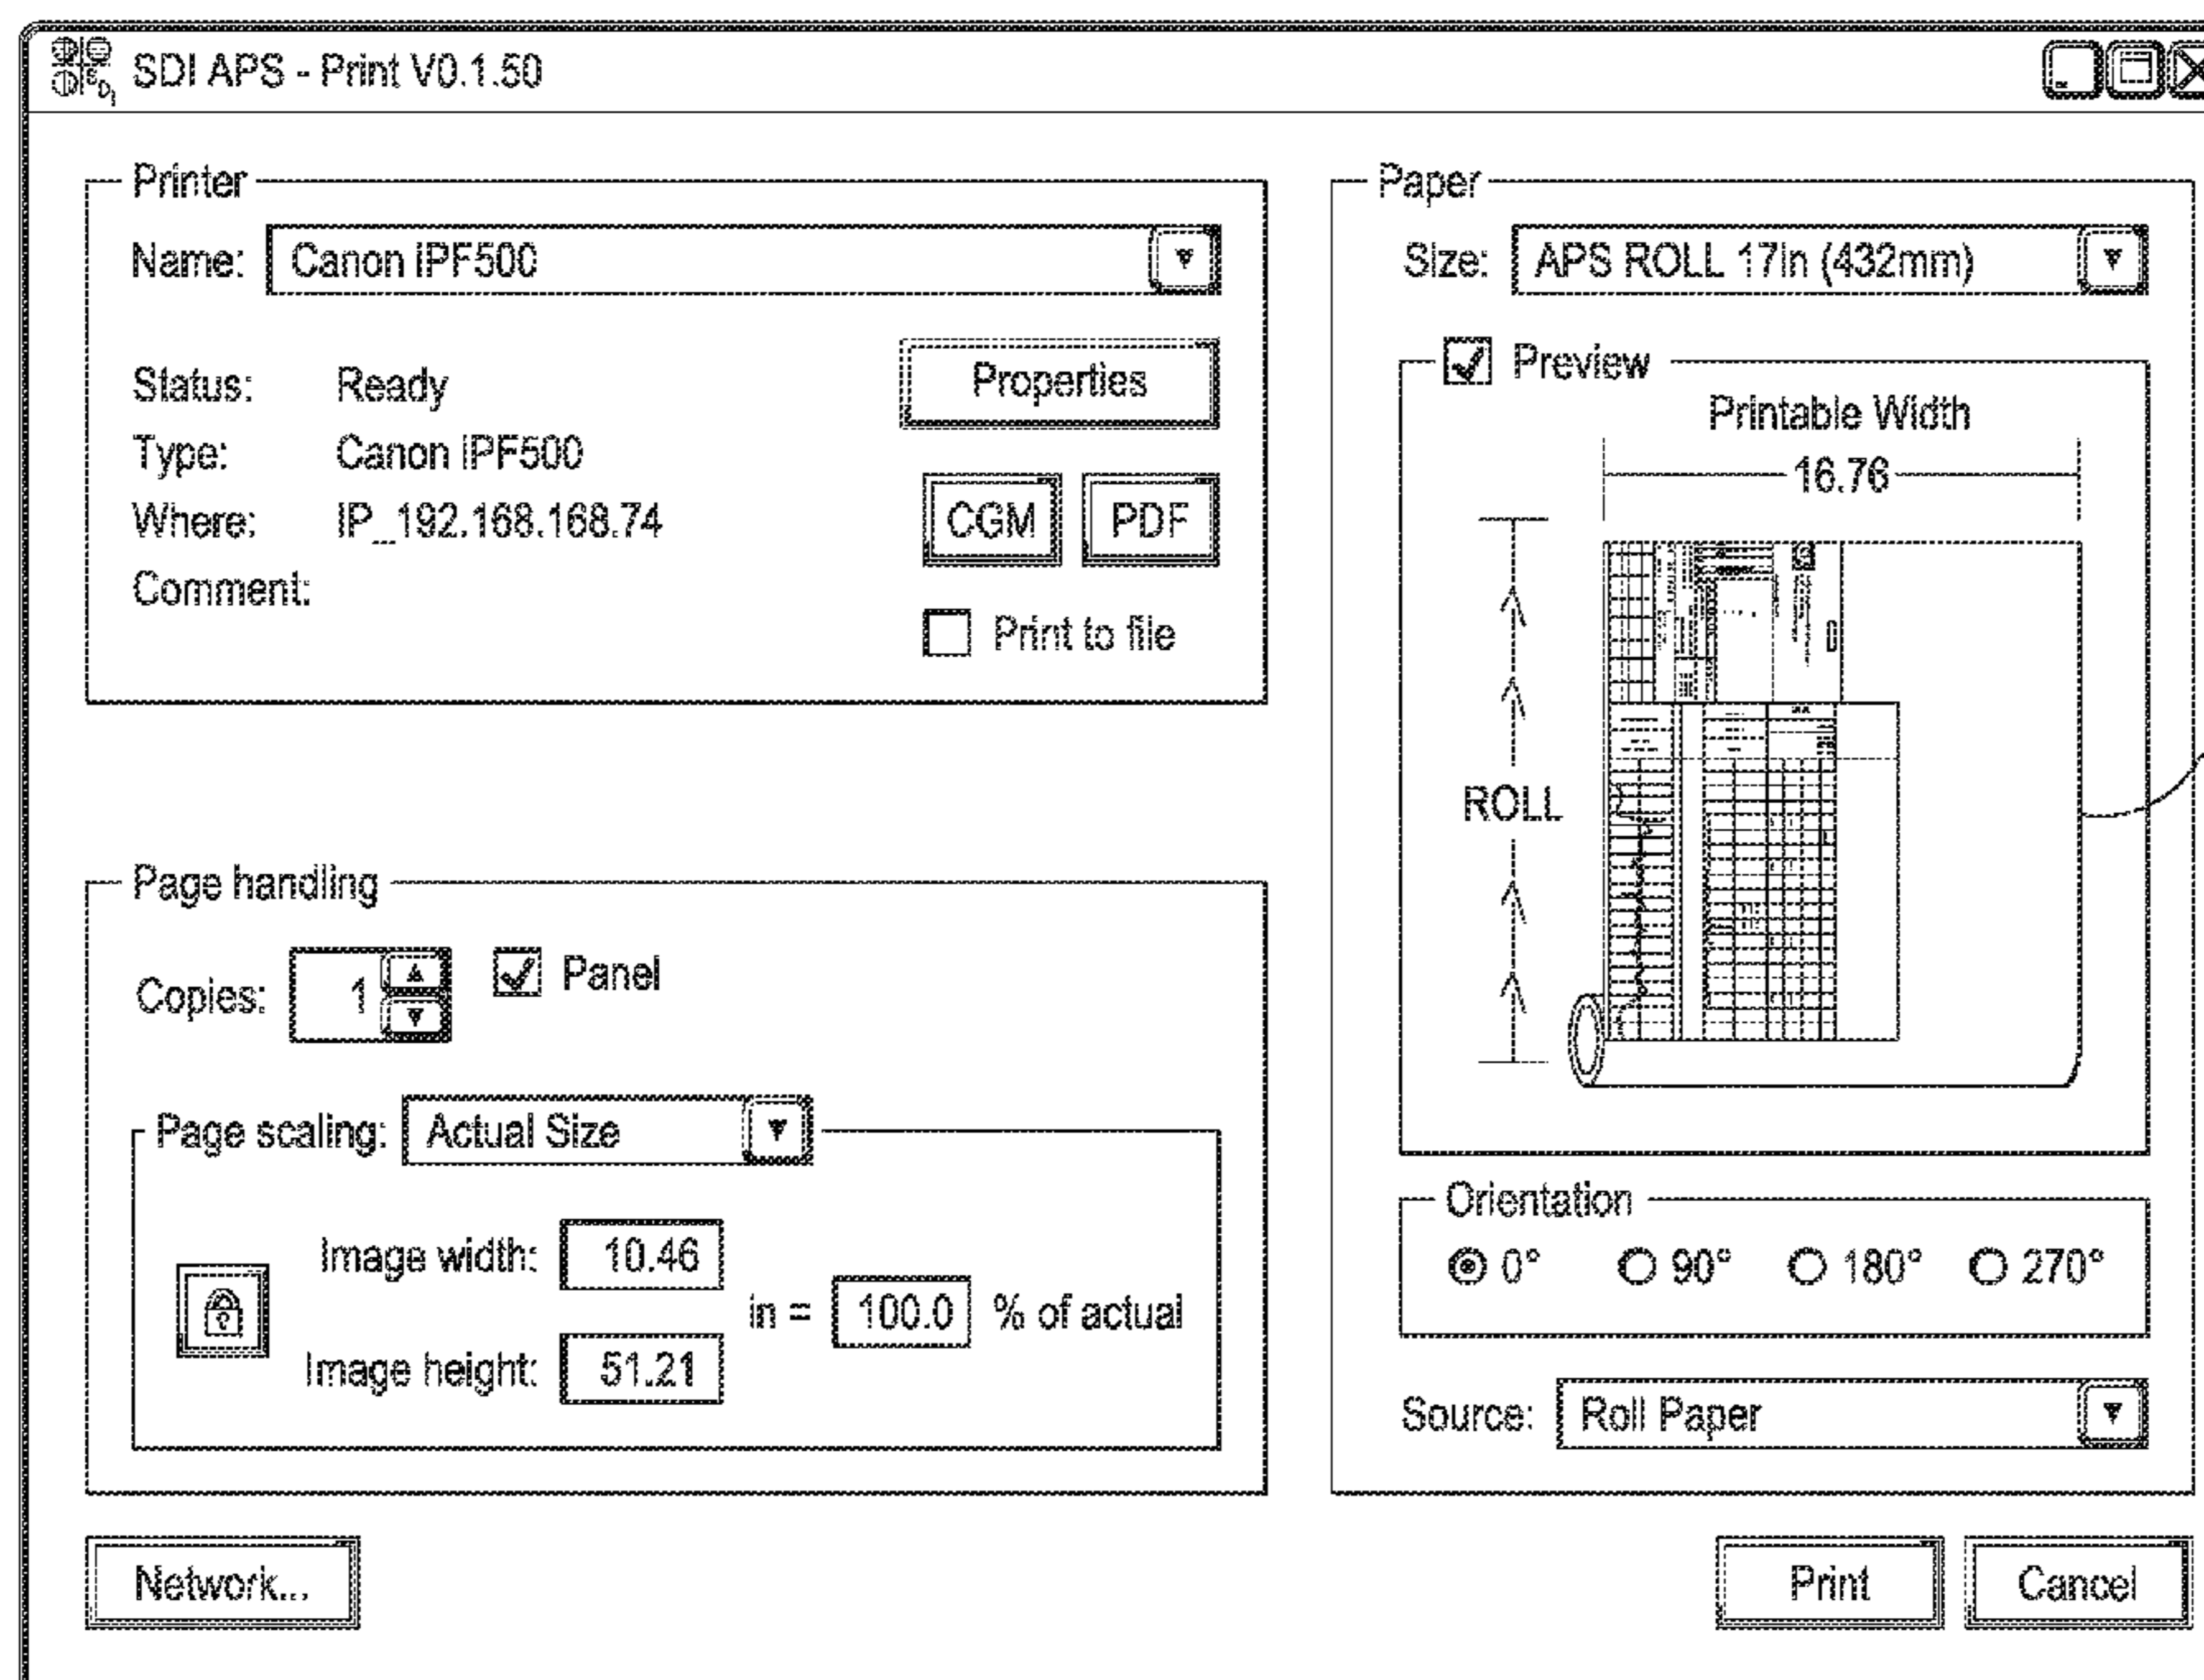 SDI APS - Print V0.1.50
Printer
Name: Canon IPF500
Status: Ready
Properties
Type: Canon IPF500
Where: IP_192.168.168.74
CGM PDF
Comment:
Print to file
Page handling
Copies: 1 Panel
Page scaling: Actual Size
Image width: 10.46
in = 100.0 % of actual
Image height: 51.21
Network...
Paper
Size: APS ROLL 17in (432mm)
Preview
Printable Width
16.76
ROLL
Orientation
0° 90° 180° 270°
Source: Roll Paper
Print Cancel